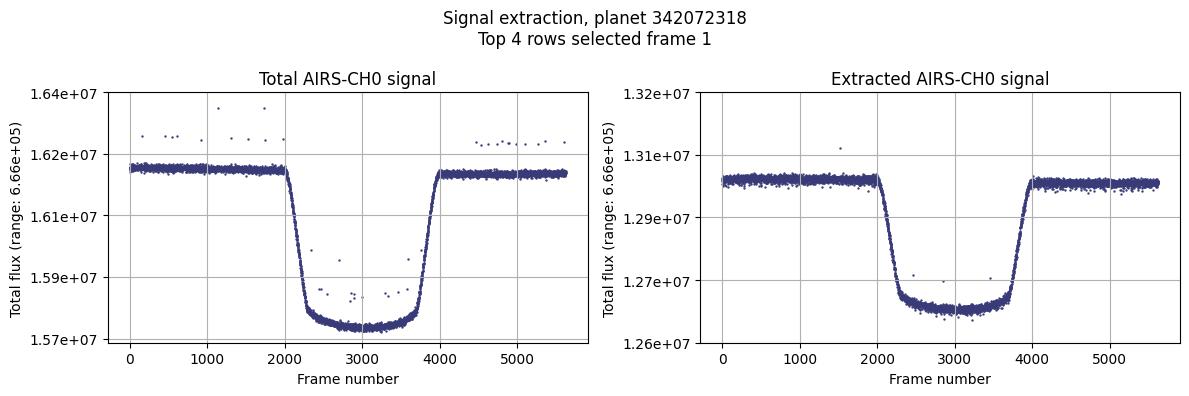 Signal extraction, planet 342072318
Top 4 rows selected frame 1
Total AIRS-CH0 signal
Total flux (range: 6.66e+05)
1.64e+07
1.62e+07
1.61e+07
1.59e+07
1.57e+07
0 1000 2000 3000 4000 5000
Frame number
Extracted AIRS-CH0 signal
Total flux (range: 6.66e+05)
1.32e+07
1.31e+07
1.29e+07
1.27e+07
1.26e+07
0 1000 2000 3000 4000 5000
Frame number